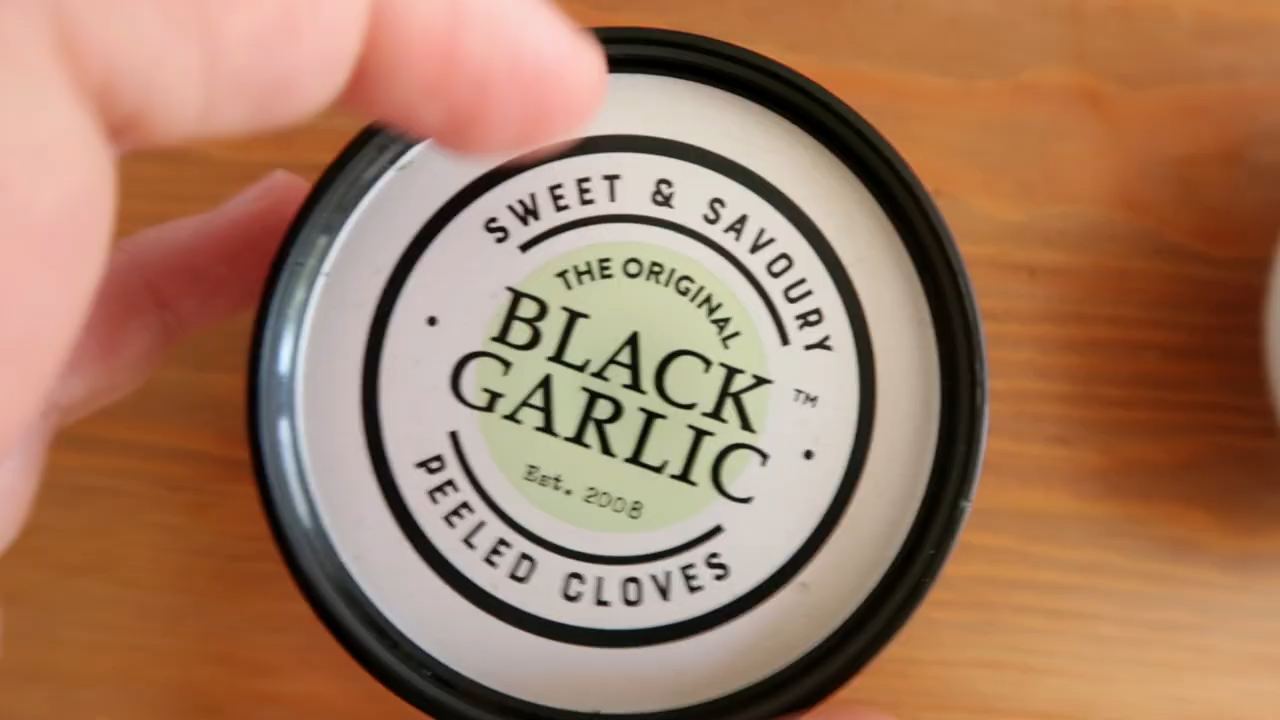 SWEET & SAVOURY
THE ORIGINAL
BLACK
GARLIC
TM
Est. 2008
PEELED CLOVES